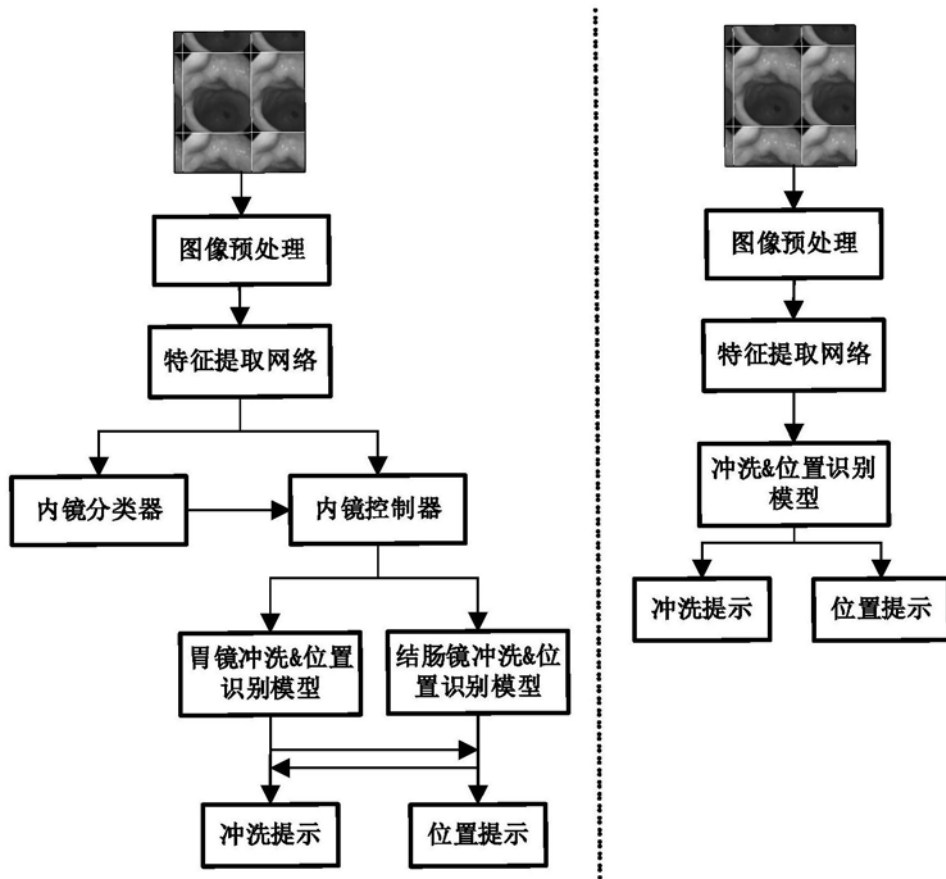 图像预处理
特征提取网络
内镜分类器
内镜控制器
胃镜冲洗&位置
识别模型
结肠镜冲洗&位
置识别模型
冲洗提示
位置提示
图像预处理
特征提取网络
冲洗&位置识别
模型
冲洗提示
位置提示